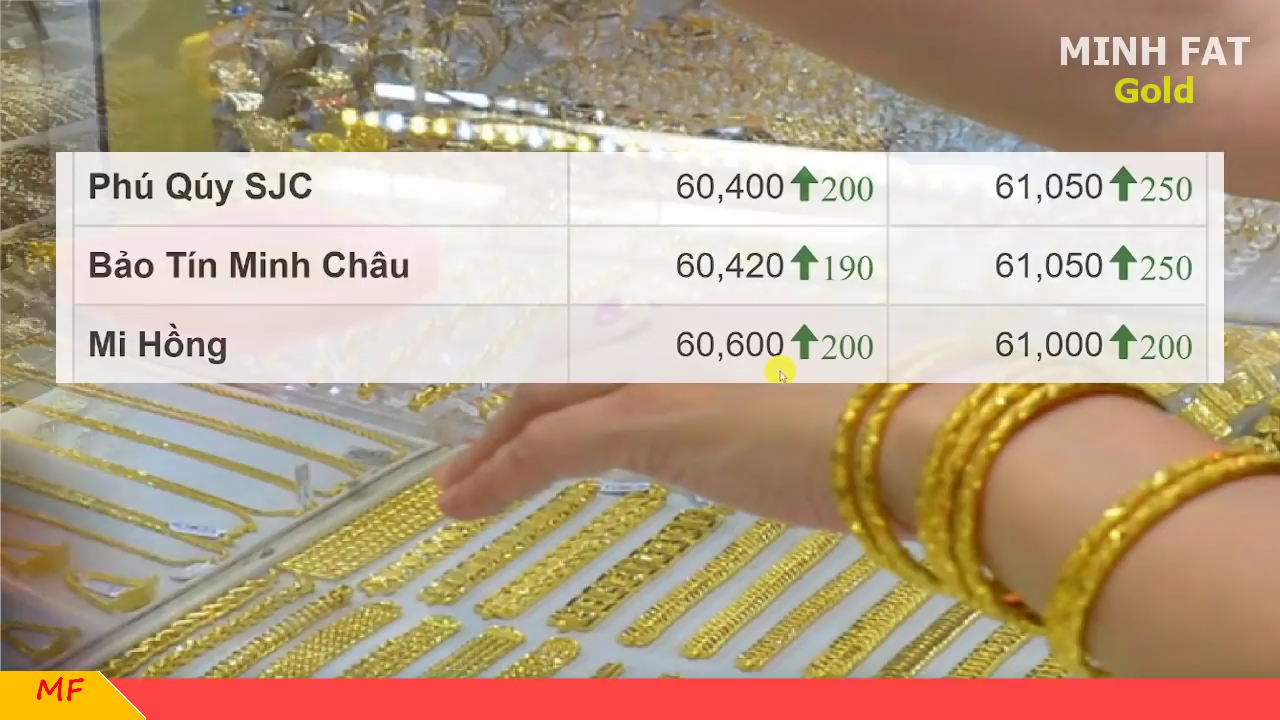 MINH FAT
Gold
Phú Qúy SJC 60,400 200 61,050 250
Bảo Tín Minh Châu 60,420 190 61,050 250
Mi Hồng 60,600 200 61,000 200
MF